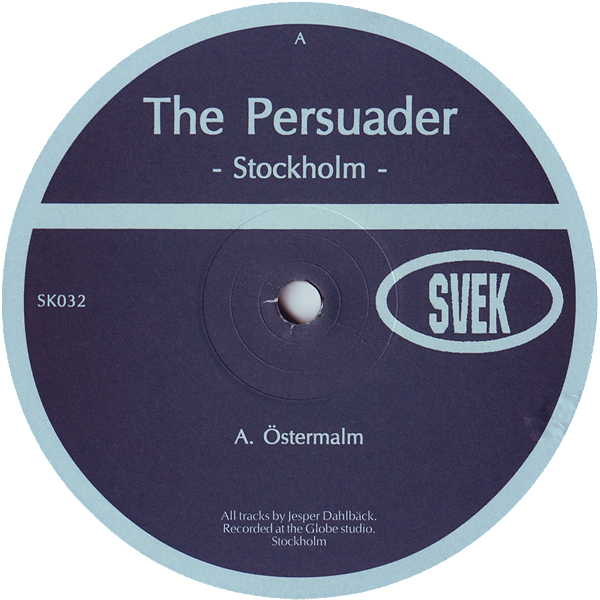 A
The Persuader
- Stockholm -
SK032
SVEK
A. Östermalm
All tracks by Jesper Dahlbäck.
Recorded at the Globe studio.
Stockholm